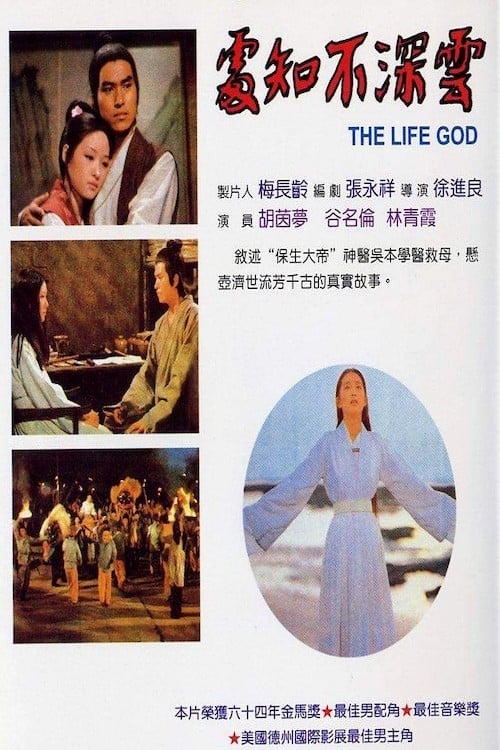 處知不深雲
THE LIFE GOD
製片人 梅長齡 編劇 張永祥 導演 徐進良
演員 胡茵夢 谷名倫 林青霞
敘述“保生大帝”神醫吳本學醫救母，懸
壺濟世流芳千古的真實故事。
本片榮獲六十四年金馬獎★最佳男配角★最佳音樂獎
★美國德州國際影展最佳男主角